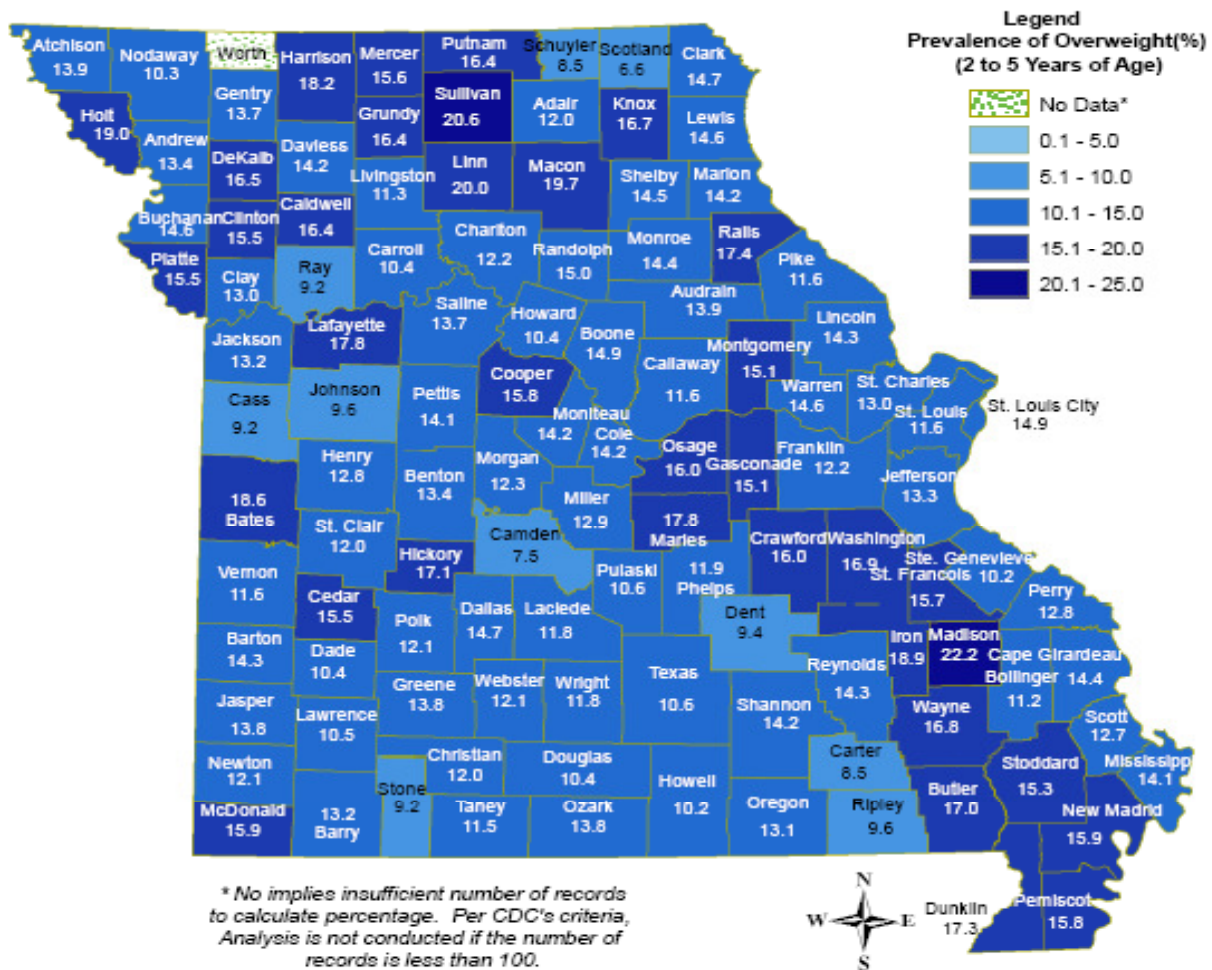 Legend
Prevalence of Overweight(%)
(2 to 5 Years of Age)
No Data*
0.1 - 5.0
5.1 - 10.0
10.1 - 15.0
15.1 - 20.0
20.1 - 25.0
Atchison
13.9
Nodaway
10.3
Worth
Harrison
18.2
Mercer
15.6
Putnam
16.4
Schuyler
8.5
Scotland
6.6
Clark
14.7
Holt
19.0
Gentry
13.7
Grundy
16.4
Sullivan
20.6
Adair
12.0
Knox
16.7
Lewis
14.6
Andrew
13.4
DeKalb
16.5
Daviess
14.2
Livingston
11.3
Linn
20.0
Macon
19.7
Shelby
14.5
Marion
14.2
Buchanan
14.6
Clinton
15.5
Caldwell
16.4
Platte
15.5
Clay
13.0
Ray
9.2
Carroll
10.4
Chariton
12.2
Randolph
15.0
Monroe
14.4
Ralls
17.4
Pike
11.6
Audrain
13.9
Jackson
13.2
Lafayette
17.8
Saline
13.7
Howard
10.4
Boone
14.9
Callaway
11.6
Montgomery
15.1
Lincoln
14.3
Warren
14.6
St. Charles
13.0
St. Louis
11.6
St. Louis City
14.9
Cass
9.2
Johnson
9.6
Pettis
14.1
Cooper
15.8
Moniteau
14.2
Cole
14.2
Osage
16.0
Gasconade
15.1
Franklin
12.2
Jefferson
13.3
18.6
Bates
Henry
12.8
Benton
13.4
Morgan
12.3
Miller
12.9
17.8
Maries
St. Clair
12.0
Hickory
17.1
Camden
7.5
Pulaski
10.6
11.9
Phelps
Crawford
16.0
Washington
16.9
Ste. Genevieve
10.2
St. Francois
15.7
Perry
12.8
Vernon
11.6
Cedar
15.5
Polk
12.1
Dallas
14.7
Laclede
11.8
Dent
9.4
Iron
18.9
Madison
22.2
Cape Girardeau
14.4
Bollinger
11.2
Barton
14.3
Dade
10.4
Greene
13.8
Webster
12.1
Wright
11.8
Texas
10.6
Reynolds
14.3
Shannon
14.2
Wayne
16.8
Scott
12.7
Mississipp
14.1
Jasper
13.8
Lawrence
10.5
Christian
12.0
Douglas
10.4
Howell
10.2
Carter
8.5
Butler
17.0
Stoddard
15.3
New Madrid
15.9
Newton
12.1
McDonald
15.9
13.2
Barry
Stone
9.2
Taney
11.5
Ozark
13.8
Oregon
13.1
Ripley
9.6
Dunklin
17.3
Pemiscot
15.8
* No implies insufficient number of records
to calculate percentage. Per CDC's criteria,
Analysis is not conducted if the number of
records is less than 100.
N
W
E
S